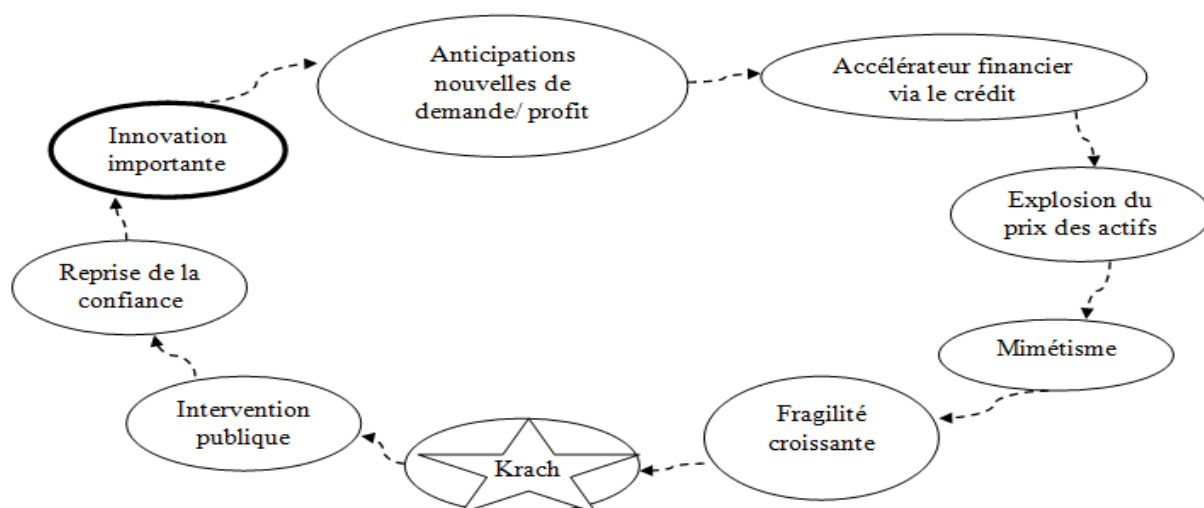 Anticipations
nouvelles de
demande/ profit
Accélérateur financier
via le crédit
Explosion du
prix des actifs
Mimétisme
Fragilité
croissante
Krach
Intervention
publique
Reprise de la
confiance
Innovation
importante